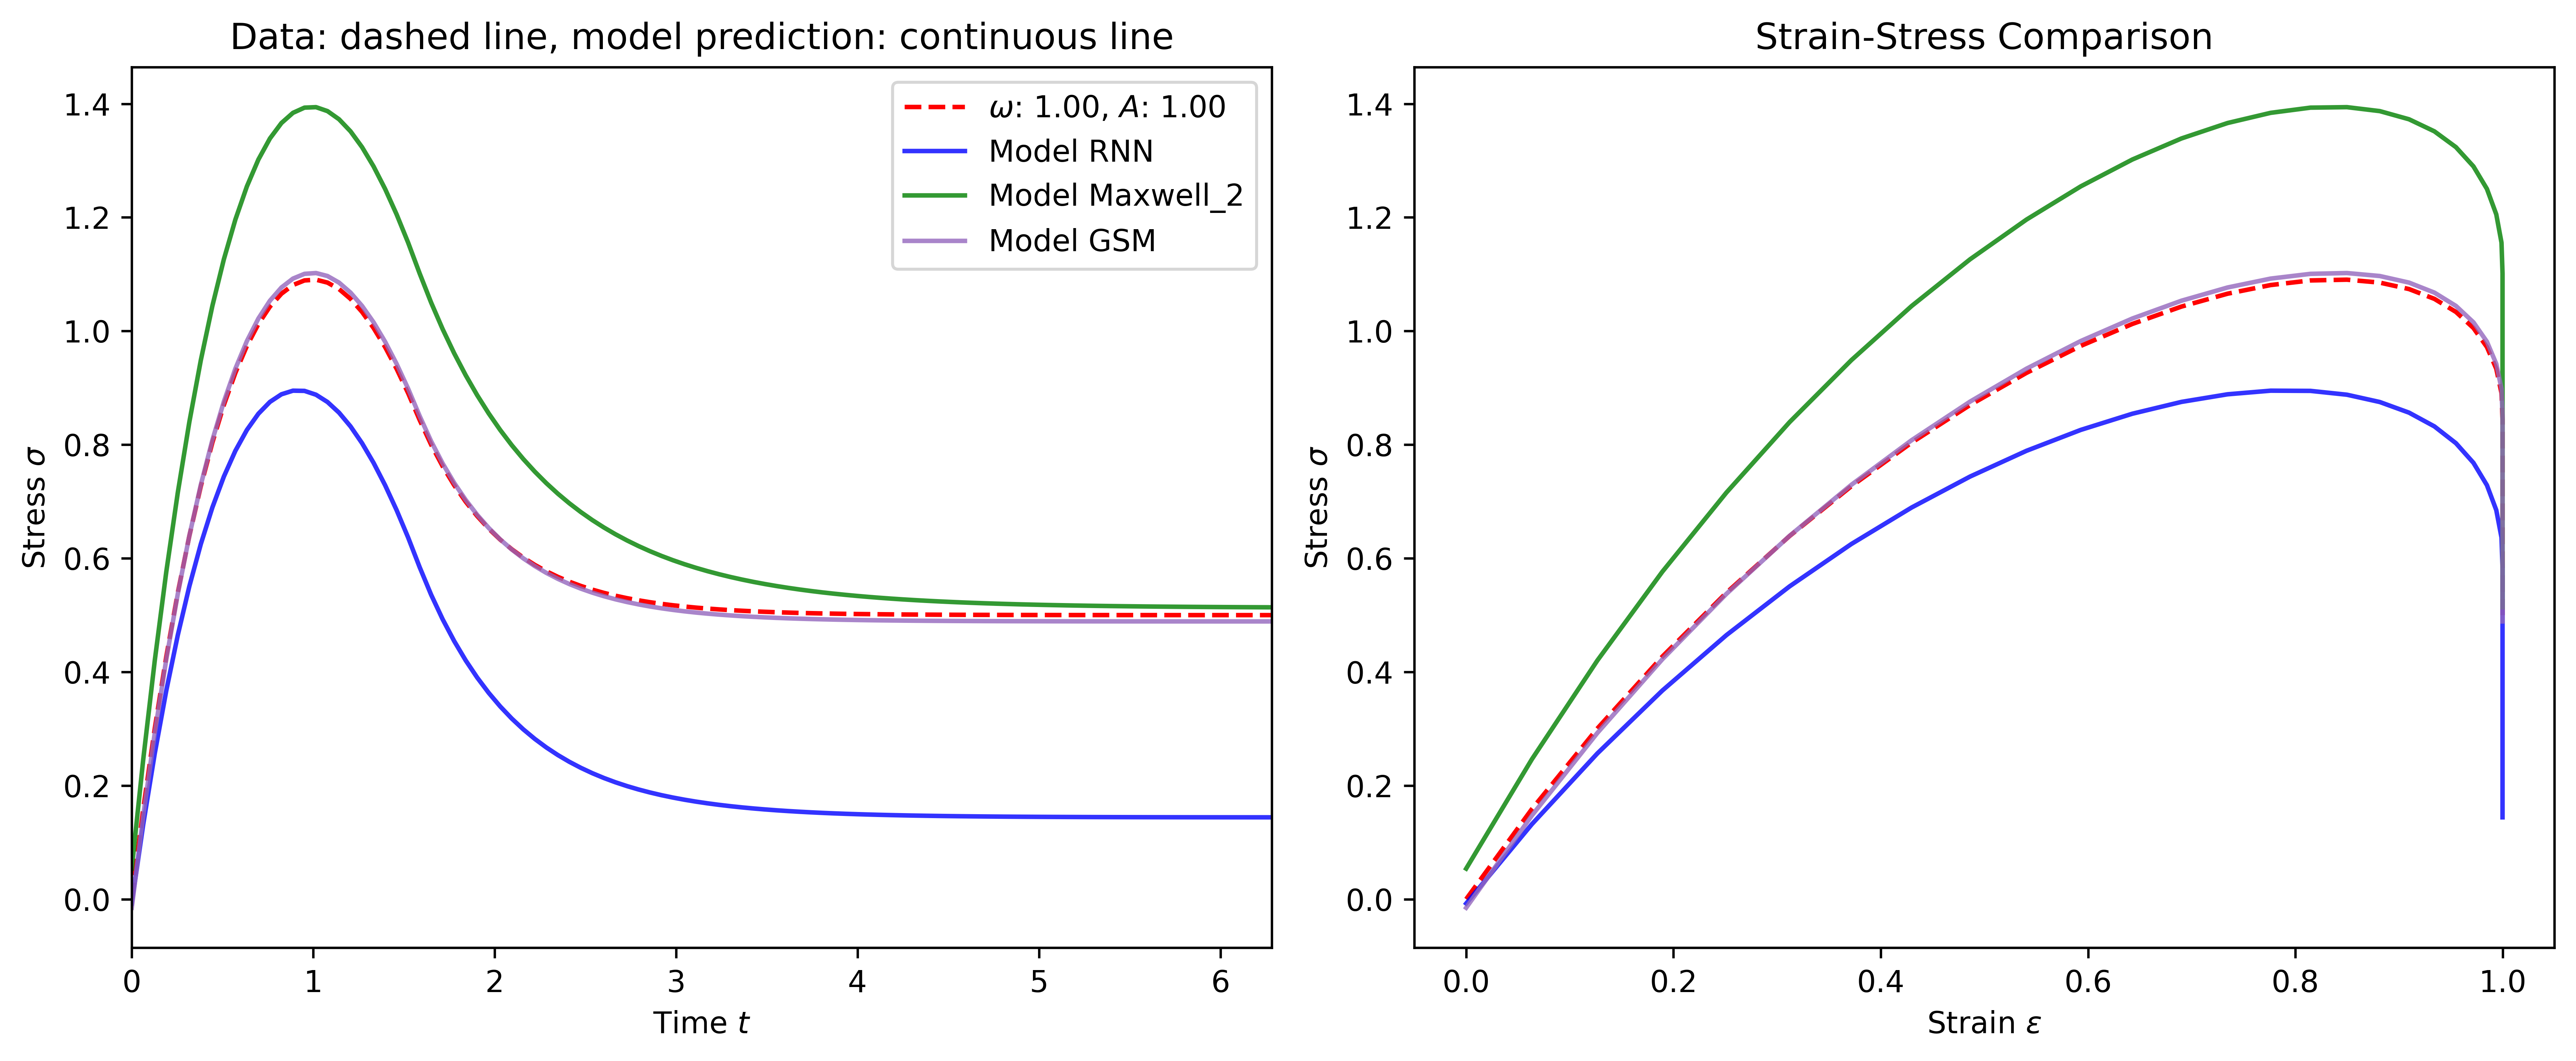 Data: dashed line, model prediction: continuous line
Stress σ
1.4
1.2
1.0
0.8
0.6
0.4
0.2
0.0
ω: 1.00, A: 1.00
Model RNN
Model Maxwell_2
Model GSM
0 1 2 3 4 5 6
Time t
Strain-Stress Comparison
Stress σ
1.4
1.2
1.0
0.8
0.6
0.4
0.2
0.0
0.0 0.2 0.4 0.6 0.8 1.0
Strain ε